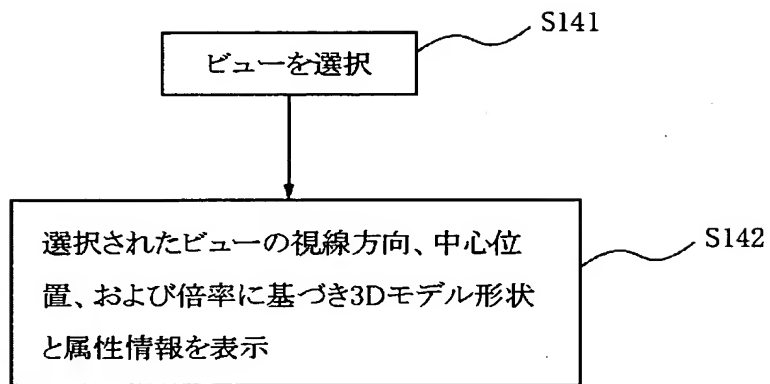 S141
ビューを選択
選択されたビューの視線方向、中心位
置、および倍率に基づき3Dモデル形状
と属性情報を表示
S142